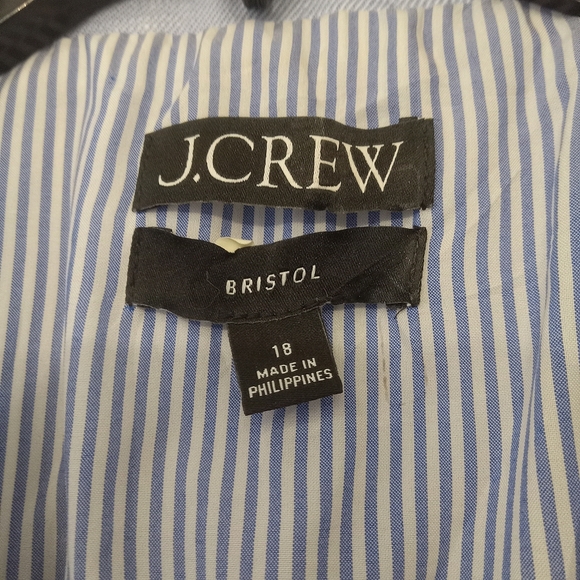 J.CREW
BRISTOL
18
MADE IN
PHILIPPINES